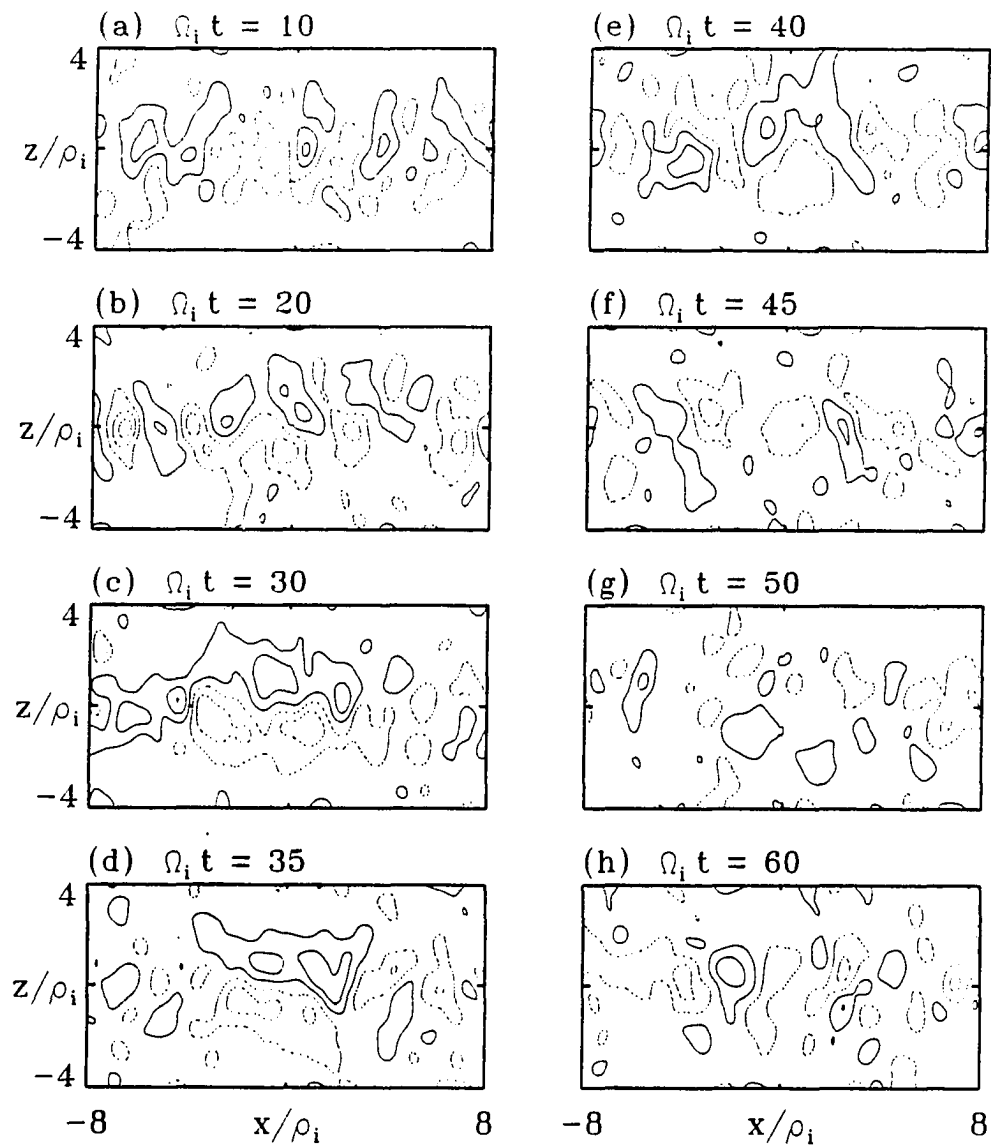 (a) Ωᵢ t = 10
4
z/ρᵢ
−4
(b) Ωᵢ t = 20
4
z/ρᵢ
−4
(c) Ωᵢ t = 30
4
z/ρᵢ
−4
(d) Ωᵢ t = 35
4
z/ρᵢ
−4
−8 x/ρᵢ 8
(e) Ωᵢ t = 40
(f) Ωᵢ t = 45
(g) Ωᵢ t = 50
(h) Ωᵢ t = 60
−8 x/ρᵢ 8